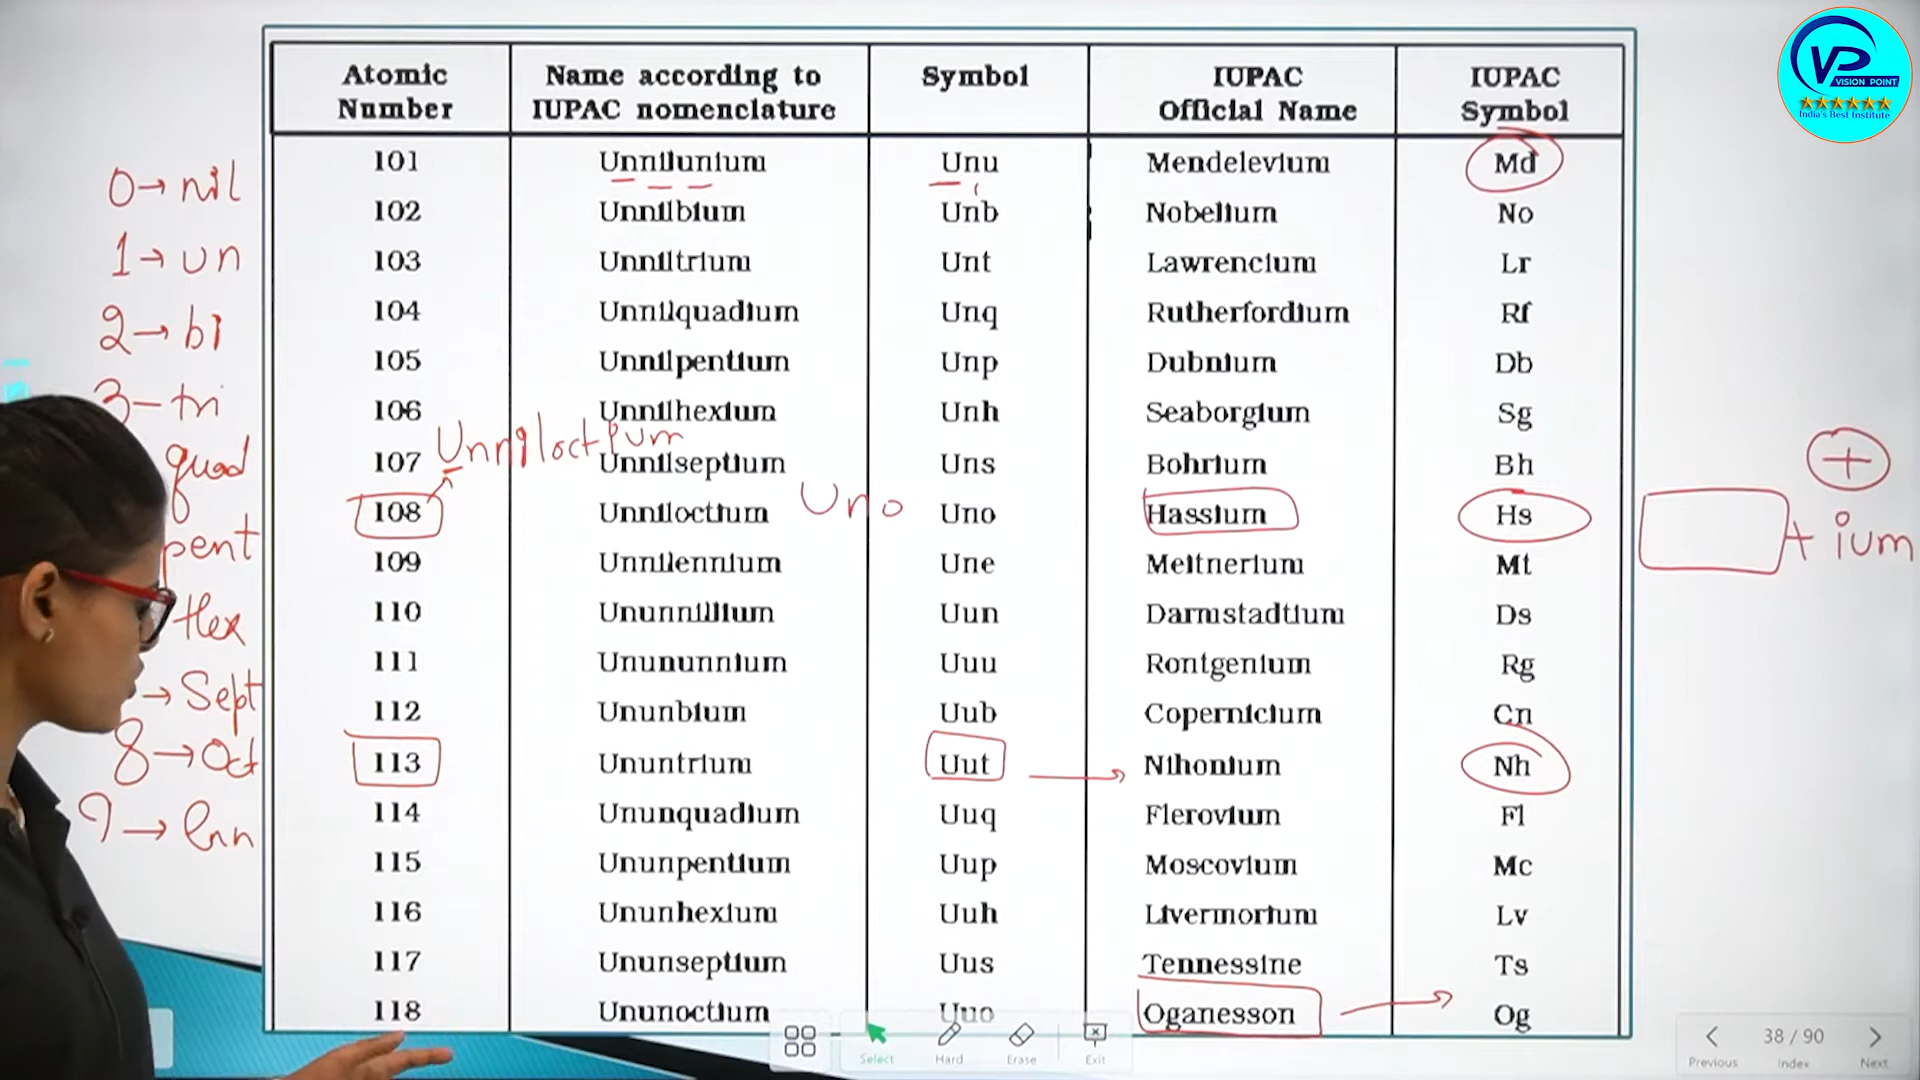 Atomic Number | Name according to IUPAC nomenclature | Symbol | IUPAC Official Name | IUPAC Symbol
101 | Unnilunium | Unu | Mendelevium | Md
102 | Unnilbium | Unb | Nobelium | No
103 | Unniltrium | Unt | Lawrencium | Lr
104 | Unnilquadium | Unq | Rutherfordium | Rf
105 | Unnilpentium | Unp | Dubnium | Db
106 | Unnilhexium | Unh | Seaborgium | Sg
107 | Unnilseptium | Uns | Bohrium | Bh
108 | Unniloctium | Uno | Hassium | Hs
109 | Unnilennium | Une | Meitnerium | Mt
110 | Ununnillium | Uun | Darmstadtium | Ds
111 | Unununnium | Uuu | Rontgenium | Rg
112 | Ununbium | Uub | Copernicium | Cn
113 | Ununtrium | Uut | Nihonium | Nh
114 | Ununquadium | Uuq | Flerovium | Fl
115 | Ununpentium | Uup | Moscovium | Mc
116 | Ununhexium | Uuh | Livermorium | Lv
117 | Ununseptium | Uus | Tennessine | Ts
118 | Ununoctium | Uuo | Oganesson | Og
0→nil
1→un
2→bi
3-tri
quad
pent
Hex
→Sept
8→Oct
9→enn
Unniloctium
Uno
+
+ ium
VP
VISION POINT
India's Best Institute
Select
Hard
Erase
Exit
38 / 90
Previous
Index
Next